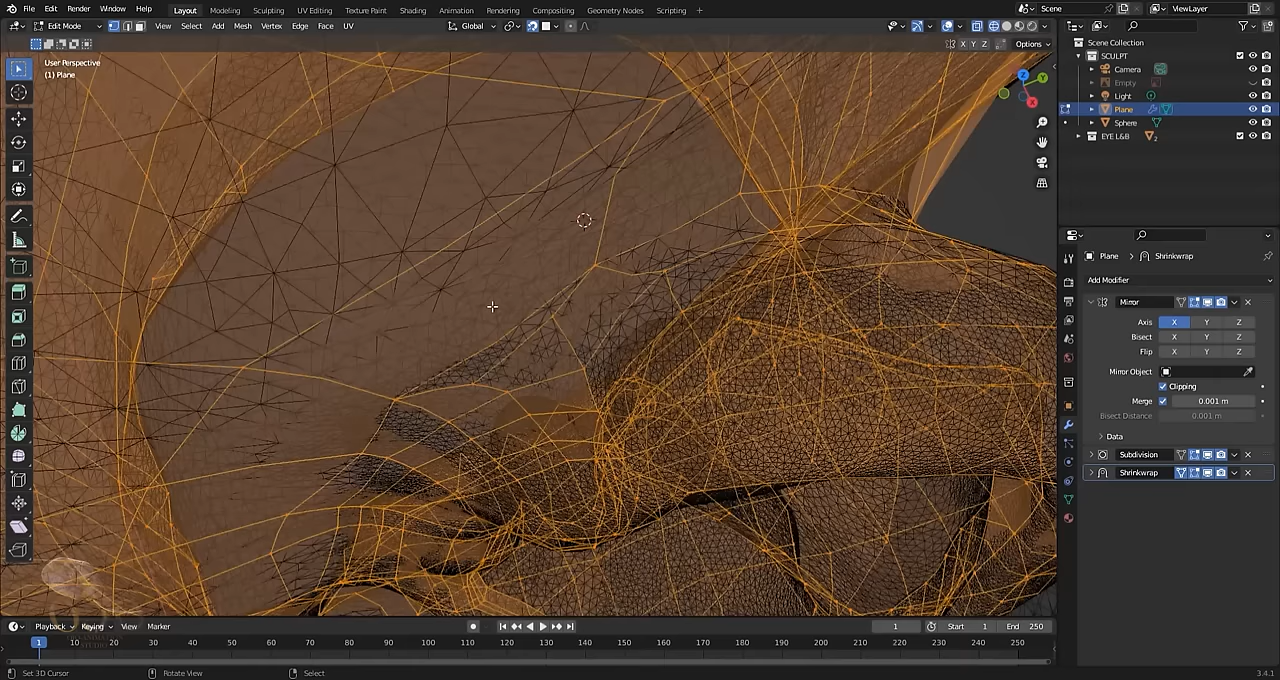 File Edit Render Window Help Layout Modeling Sculpting UV Editing Texture Paint Shading Animation Rendering Compositing Geometry Nodes Scripting + Scene ViewLayer
Edit Mode View Select Add Mesh Vertex Edge Face UV Global
X Y Z Options
User Perspective
(1) Plane
Z
Y
X
Scene Collection
SCULPT
Camera
Empty
Light
Plane
Sphere
EYE L&B 2
Plane > Shrinkwrap
Add Modifier
Mirror
Axis X Y Z
Bisect X Y Z
Flip X Y Z
Mirror Object
Clipping
Merge 0.001 m
Bisect Distance 0.001 m
Data
Subdivision
Shrinkwrap
Playback Keying View Marker 1 Start 1 End 250
1 10 20 30 40 50 60 70 80 90 100 110 120 130 140 150 160 170 180 190 200 210 220 230 240 250
Set 3D Cursor Rotate View Select 3.4.1